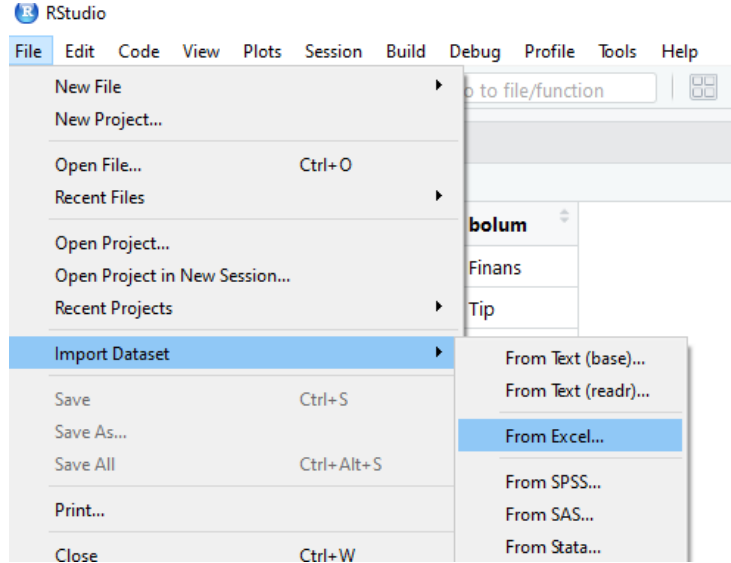 RStudio
File Edit Code View Plots Session Build Debug Profile Tools Help
New File
o to file/function
New Project...
Open File... Ctrl+O
Recent Files
bolum
Open Project...
Finans
Open Project in New Session...
Recent Projects
Tip
Import Dataset
From Text (base)...
From Text (readr)...
Save Ctrl+S
Save As...
From Excel...
Save All Ctrl+Alt+S
From SPSS...
Print...
From SAS...
From Stata...
Close Ctrl+W